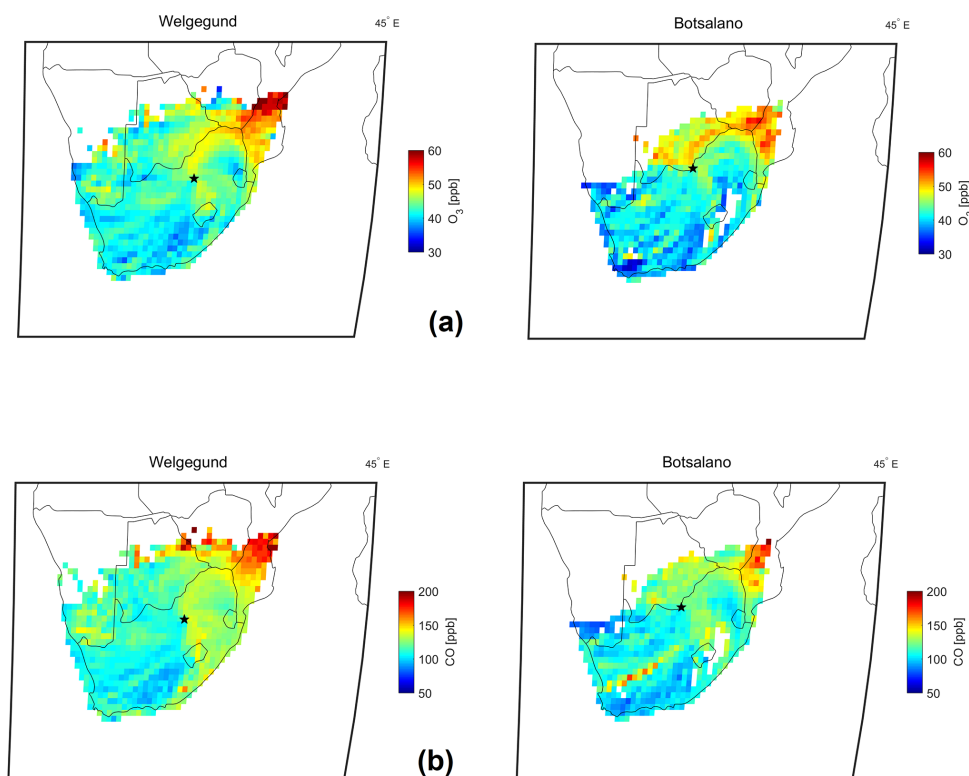 Welgegund
45° E
60
50
40
30
O3 [ppb]
Botsalano
45° E
60
50
40
30
O3 [ppb]
(a)
Welgegund
45° E
200
150
100
50
CO [ppb]
Botsalano
45° E
200
150
100
50
CO [ppb]
(b)